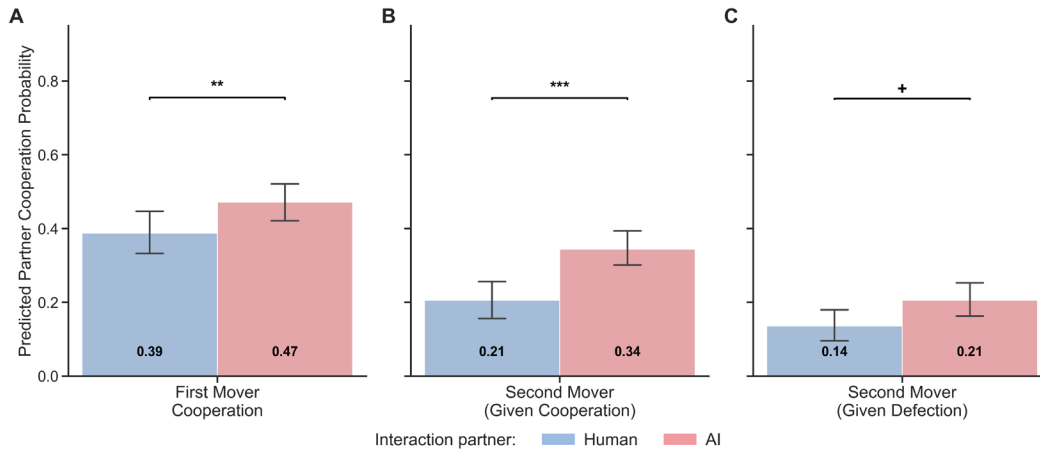 A
B
C
Predicted Partner Cooperation Probability
0.8
0.6
0.4
0.2
0.0
**
0.39
0.47
First Mover
Cooperation
***
0.21
0.34
Second Mover
(Given Cooperation)
+
0.14
0.21
Second Mover
(Given Defection)
Interaction partner: Human AI